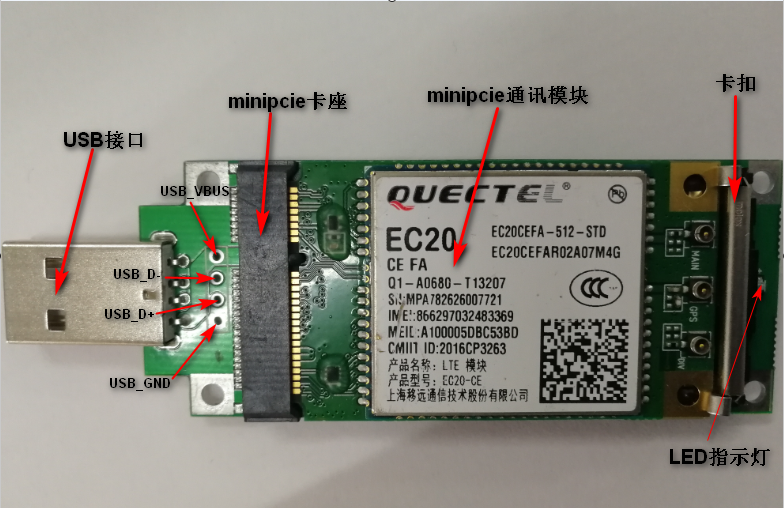 卡扣
minipcie卡座
minipcie通讯模块
USB接口
USB_VBUS
USB_D-
USB_D+
USB_GND
LED指示灯
QUECTEL
EC20
EC20CEFA-512-STD
EC20CEFAR02A07M4G
CE FA
Q1-A0680-T13207
SN:MPA782626007721
IMEI:866297032483369
MEID:A100005DBC53BD
CMIIT ID:2016CP3263
产品名称: LTE 模块
产品型号: EC20-CE
上海移远通信技术股份有限公司
CCC
MAIN
GPS